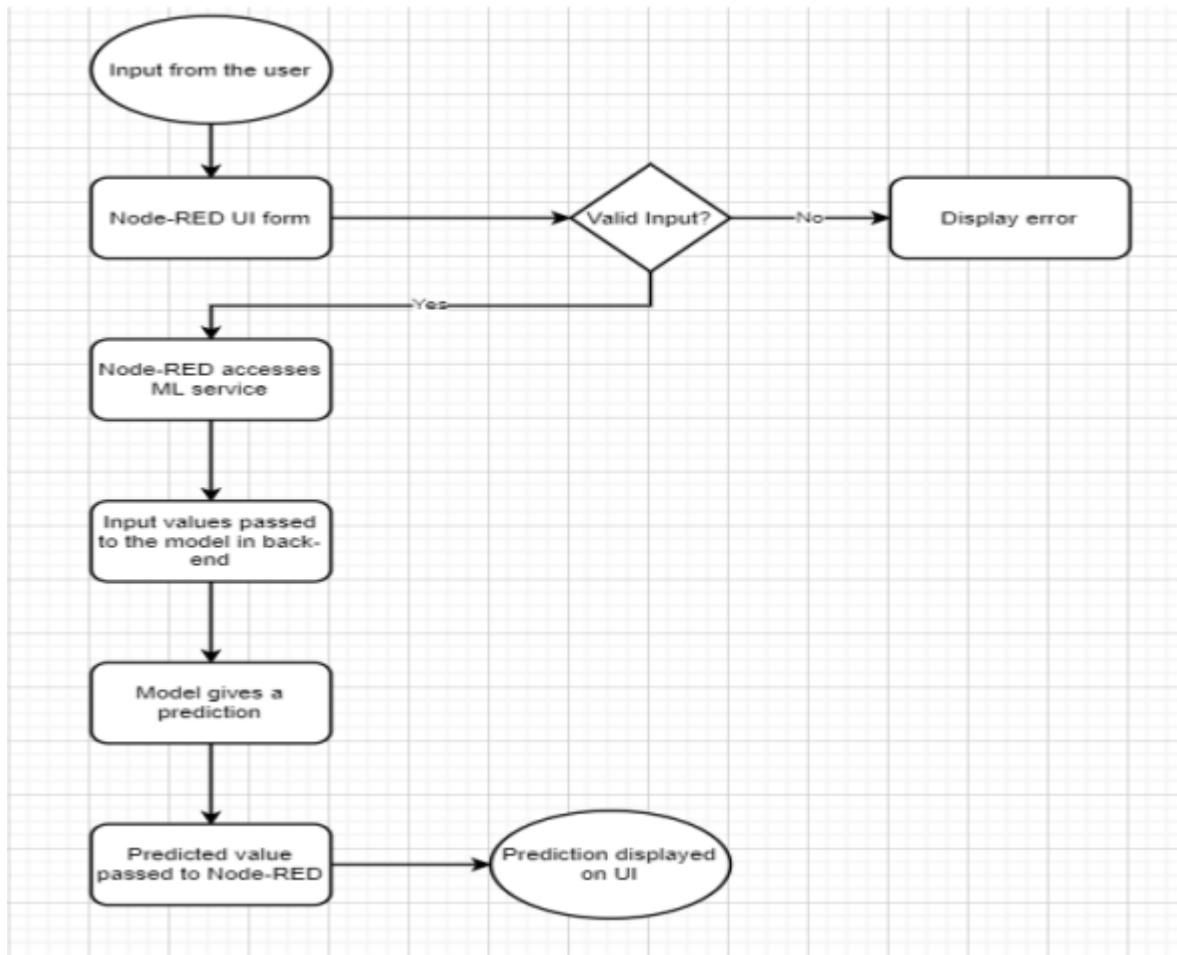 Input from the user
Node-RED UI form
Valid Input?
No
Display error
Yes
Node-RED accesses
ML service
Input values passed
to the model in back-
end
Model gives a
prediction
Predicted value
passed to Node-RED
Prediction displayed
on UI